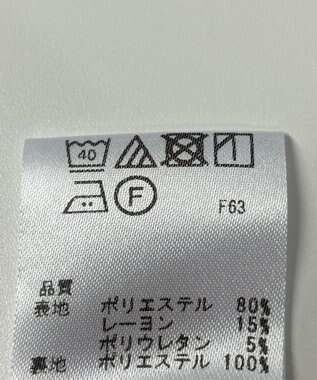 40
F
F63
品質
表地 ポリエステル 80%
レーヨン 15%
ポリウレタン 5%
裏地 ポリエステル 100%